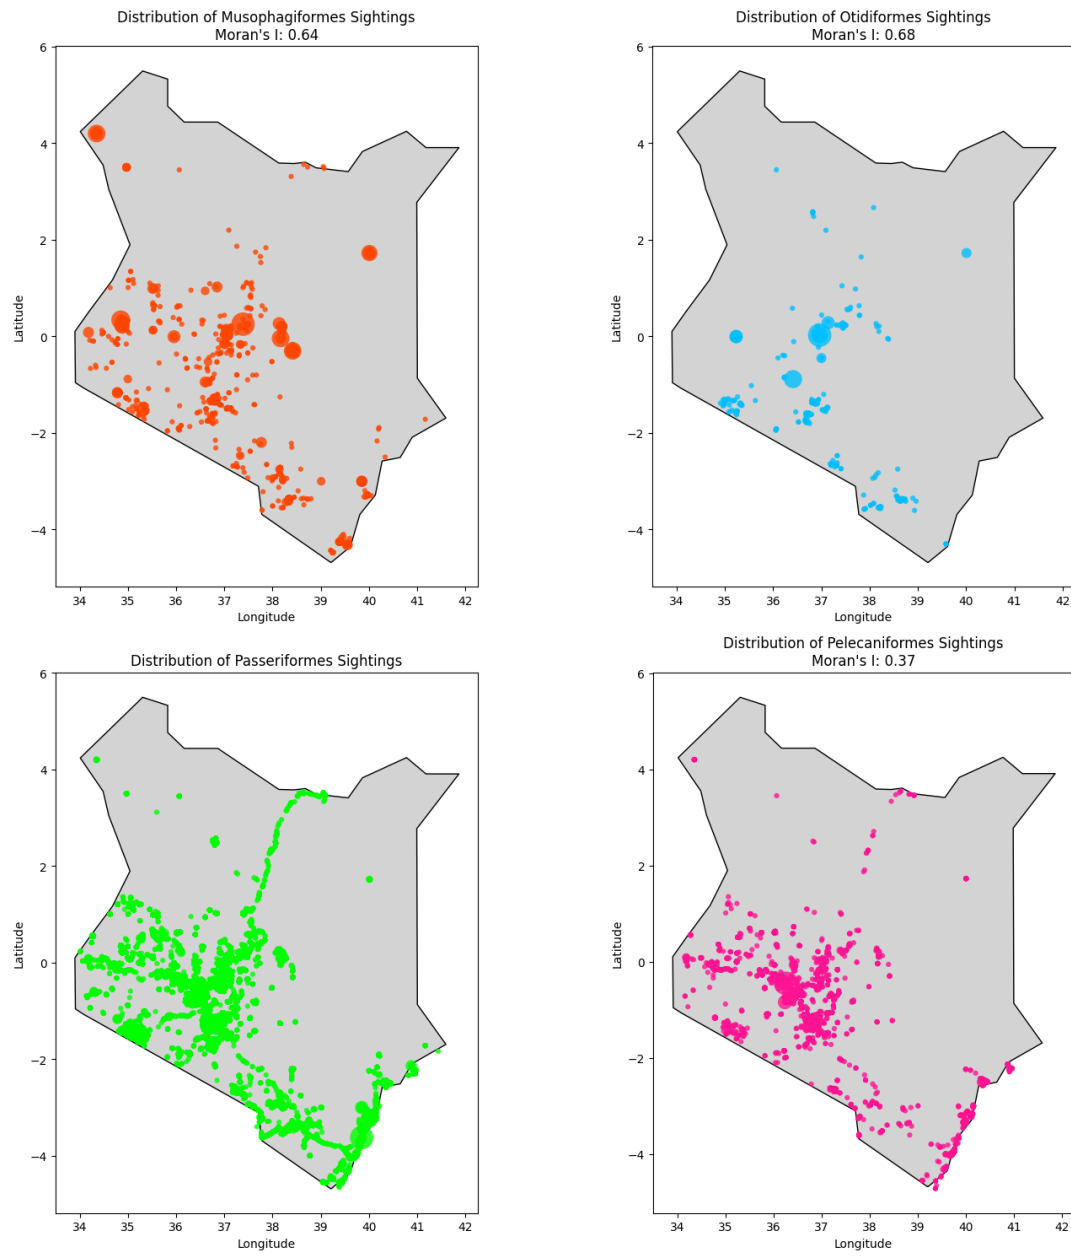 Distribution of Musophagiformes Sightings
Moran's I: 0.64
6
4
2
0
−2
−4
Latitude
34 35 36 37 38 39 40 41 42
Longitude
Distribution of Otidiformes Sightings
Moran's I: 0.68
6
4
2
0
−2
−4
Latitude
34 35 36 37 38 39 40 41 42
Longitude
Distribution of Passeriformes Sightings
6
4
2
0
−2
−4
Latitude
34 35 36 37 38 39 40 41 42
Longitude
Distribution of Pelecaniformes Sightings
Moran's I: 0.37
6
4
2
0
−2
−4
Latitude
34 35 36 37 38 39 40 41 42
Longitude